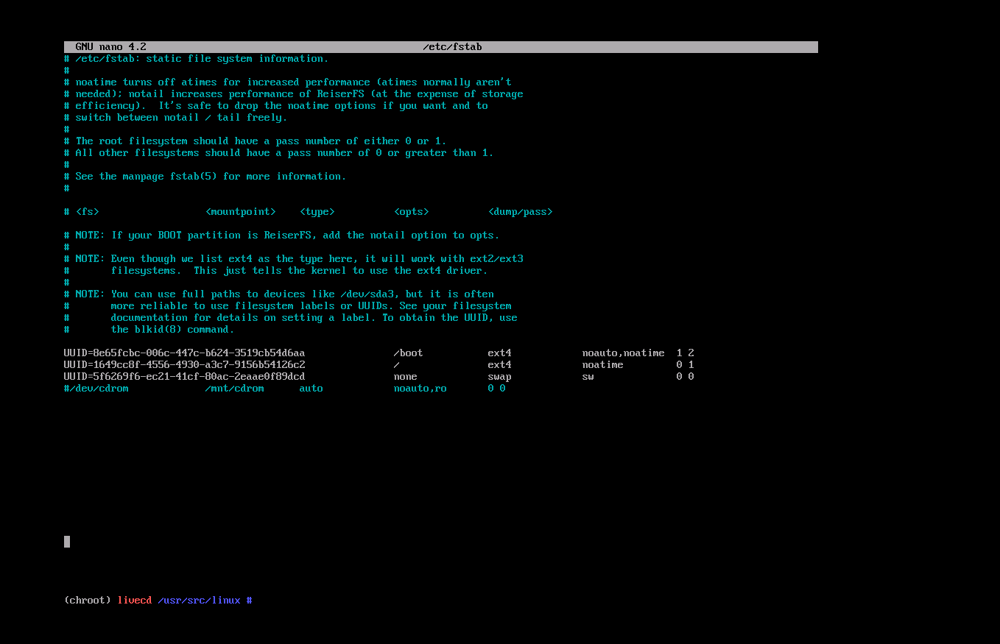 GNU nano 4.2 /etc/fstab
# /etc/fstab: static file system information.
#
# noatime turns off atimes for increased performance (atimes normally aren't
# needed); notail increases performance of ReiserFS (at the expense of storage
# efficiency).  It's safe to drop the noatime options if you want and to
# switch between notail / tail freely.
#
# The root filesystem should have a pass number of either 0 or 1.
# All other filesystems should have a pass number of 0 or greater than 1.
#
# See the manpage fstab(5) for more information.
#
# <fs> <mountpoint> <type> <opts> <dump/pass>
# NOTE: If your BOOT partition is ReiserFS, add the notail option to opts.
#
# NOTE: Even though we list ext4 as the type here, it will work with ext2/ext3
# filesystems.  This just tells the kernel to use the ext4 driver.
#
# NOTE: You can use full paths to devices like /dev/sda3, but it is often
# more reliable to use filesystem labels or UUIDs. See your filesystem
# documentation for details on setting a label. To obtain the UUID, use
# the blkid(8) command.
UUID=8e65fcbc-006c-447c-b624-3519cb54d6aa /boot ext4 noauto,noatime 1 2
UUID=1649cc8f-4556-4930-a3c7-9156b54126c2 / ext4 noatime 0 1
UUID=5f6269f6-ec21-41cf-80ac-2eaae0f89dcd none swap sw 0 0
#/dev/cdrom /mnt/cdrom auto noauto,ro 0 0
(chroot) livecd /usr/src/linux #